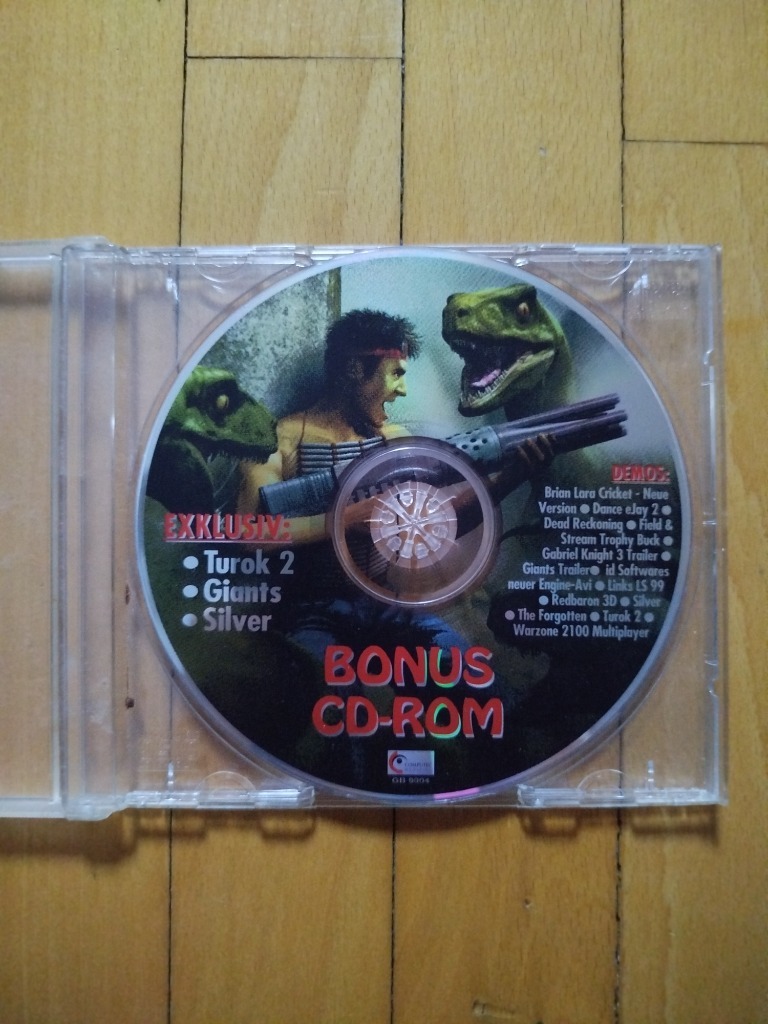 EXKLUSIV:
● Turok 2
● Giants
● Silver
DEMOS:
Brian Lara Cricket - Neue
Version ● Dance eJay 2 ●
Dead Reckoning ● Field &
Stream Trophy Buck ●
Gabriel Knight 3 Trailer ●
Giants Trailer ● id Softwares
neuer Engine-Avi ● Links LS 99
● Redbaron 3D ● Silver
● The Forgotten ● Turok 2 ●
Warzone 2100 Multiplayer
BONUS
CD-ROM
COMPUTEC